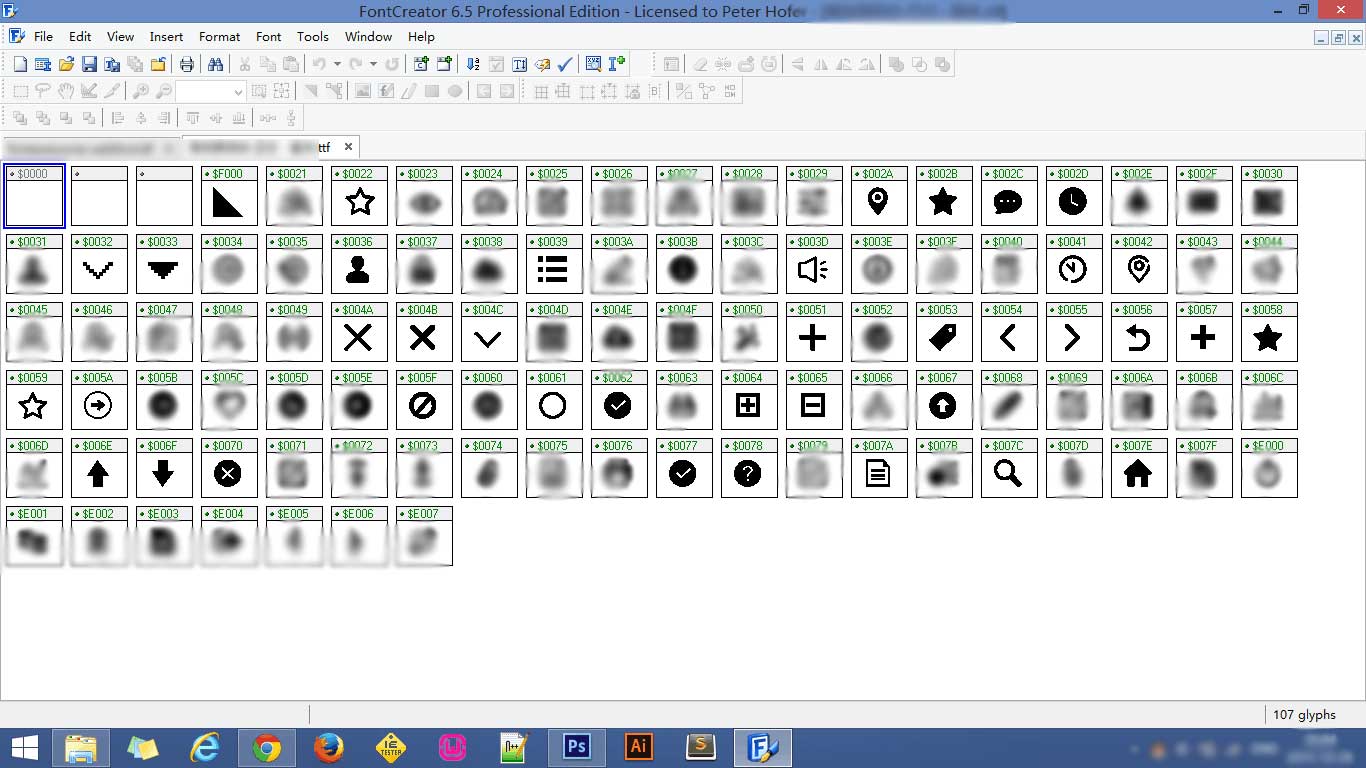 FontCreator 6.5 Professional Edition - Licensed to Peter Hofer
File Edit View Insert Format Font Tools Window Help
ttf
$0000 $F000 $0021 $0022 $0023 $0024 $0025 $0026 $0027 $0028 $0029 $002A $002B $002C $002D $002E $002F $0030
$0031 $0032 $0033 $0034 $0035 $0036 $0037 $0038 $0039 $003A $003B $003C $003D $003E $003F $0040 $0041 $0042 $0043 $0044
$0045 $0046 $0047 $0048 $0049 $004A $004B $004C $004D $004E $004F $0050 $0051 $0052 $0053 $0054 $0055 $0056 $0057 $0058
$0059 $005A $005B $005C $005D $005E $005F $0060 $0061 $0062 $0063 $0064 $0065 $0066 $0067 $0068 $0069 $006A $006B $006C
$006D $006E $006F $0070 $0071 $0072 $0073 $0074 $0075 $0076 $0077 $0078 $0079 $007A $007B $007C $007D $007E $007F $E000
$E001 $E002 $E003 $E004 $E005 $E006 $E007
107 glyphs
IE TESTER Ps Ai S